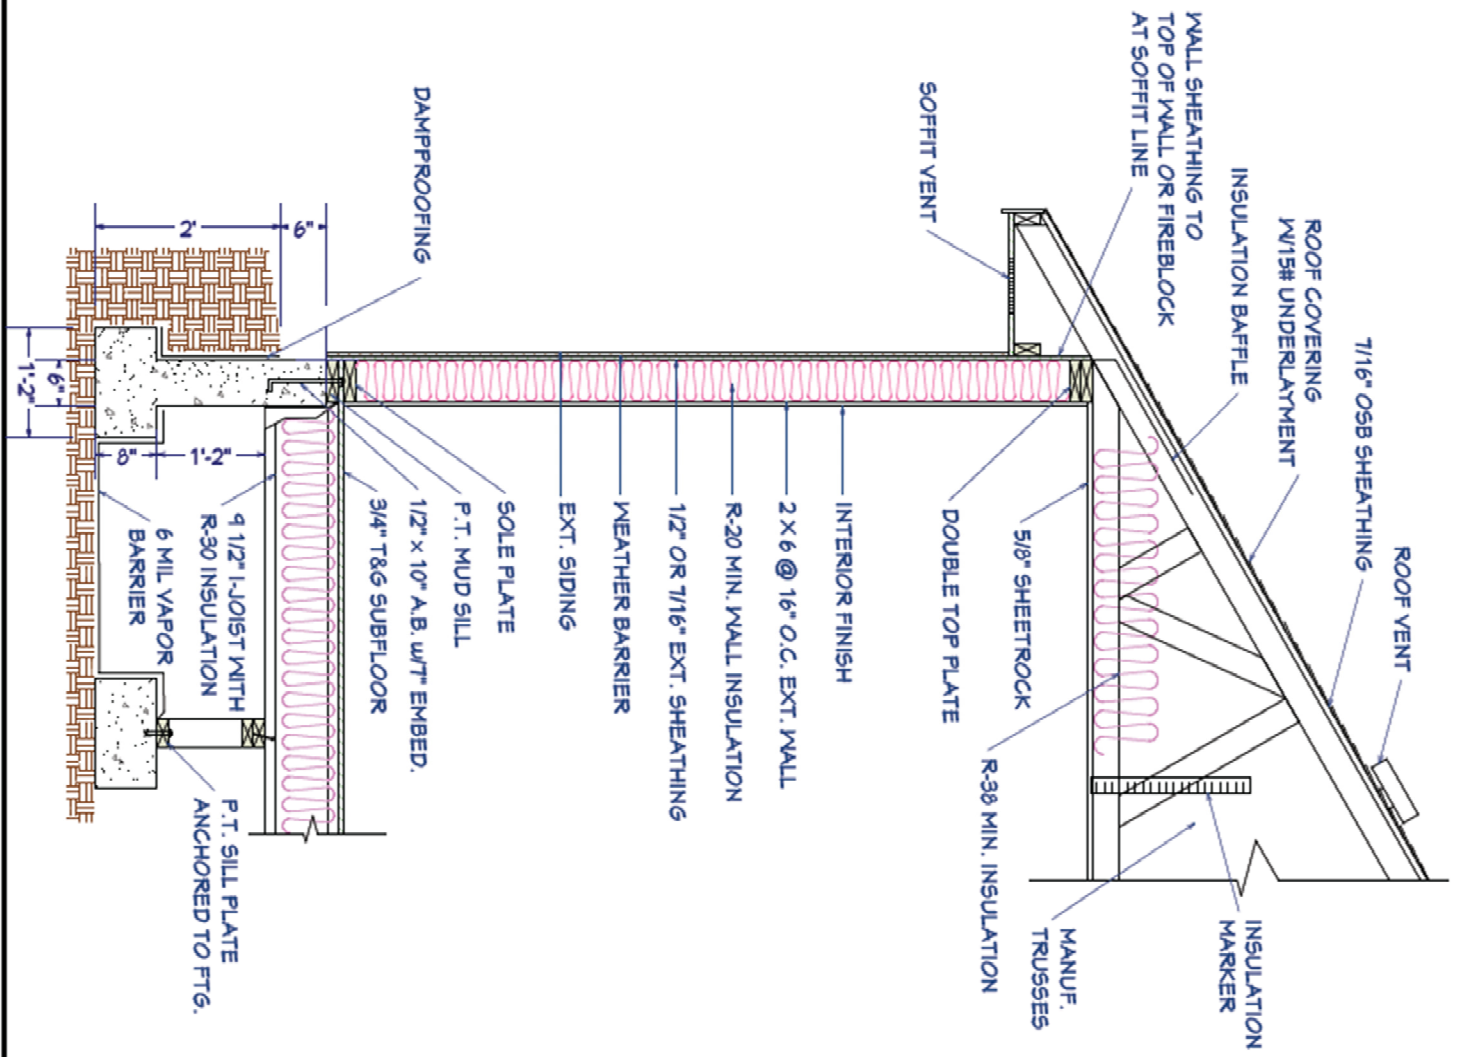 ROOF VENT
7/16" OSB SHEATHING
ROOF COVERING
W/15# UNDERLAYMENT
INSULATION BAFFLE
WALL SHEATHING TO
TOP OF WALL OR FIREBLOCK
AT SOFFIT LINE
SOFFIT VENT
INSULATION
MARKER
MANUF.
TRUSSES
R-38 MIN. INSULATION
5/8" SHEETROCK
DOUBLE TOP PLATE
INTERIOR FINISH
2 X 6 @ 16" O.C. EXT. WALL
R-20 MIN. WALL INSULATION
1/2" OR 7/16" EXT. SHEATHING
WEATHER BARRIER
EXT. SIDING
SOLE PLATE
P.T. MUD SILL
1/2" x 10" A.B. w/7" EMBED.
3/4" T&G SUBFLOOR
DAMPPROOFING
6"
2'
6"
1'-2"
1'-2"
8"
9 1/2" I-JOIST WITH
R-30 INSULATION
6 MIL VAPOR
BARRIER
P.T. SILL PLATE
ANCHORED TO FTG.